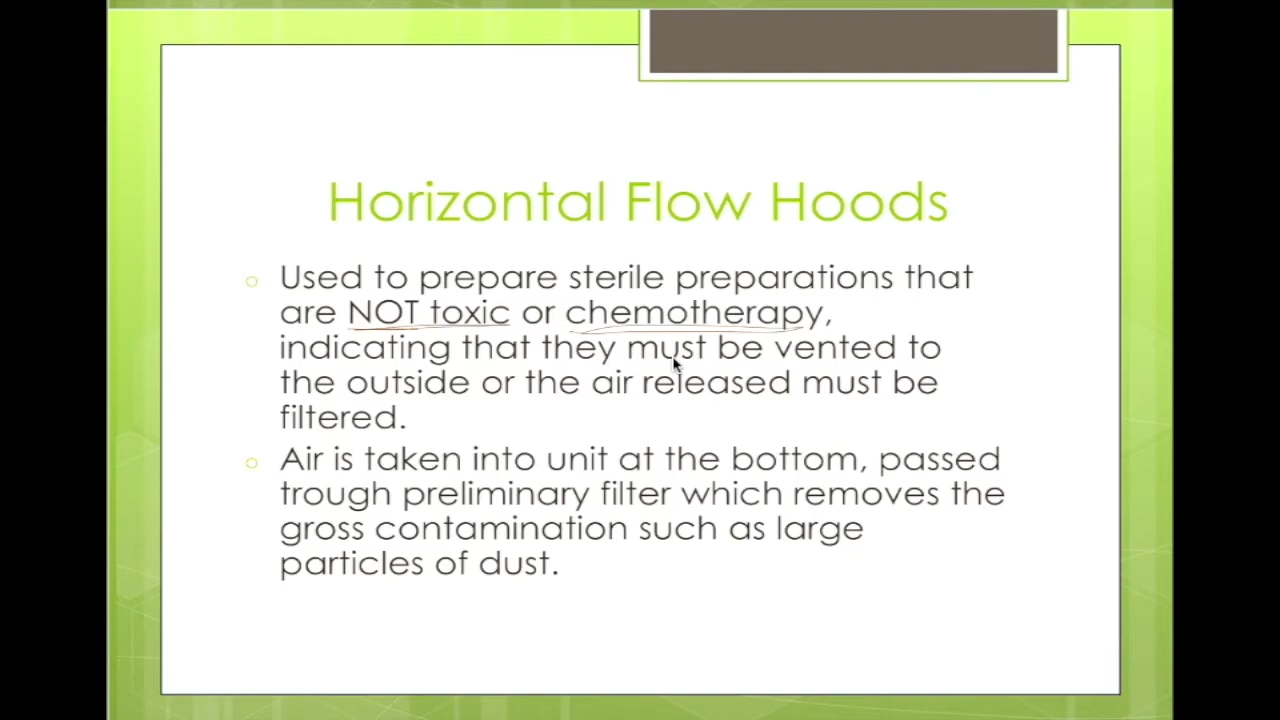 Horizontal Flow Hoods
Used to prepare sterile preparations that
are NOT toxic or chemotherapy,
indicating that they must be vented to
the outside or the air released must be
filtered.
Air is taken into unit at the bottom, passed
trough preliminary filter which removes the
gross contamination such as large
particles of dust.